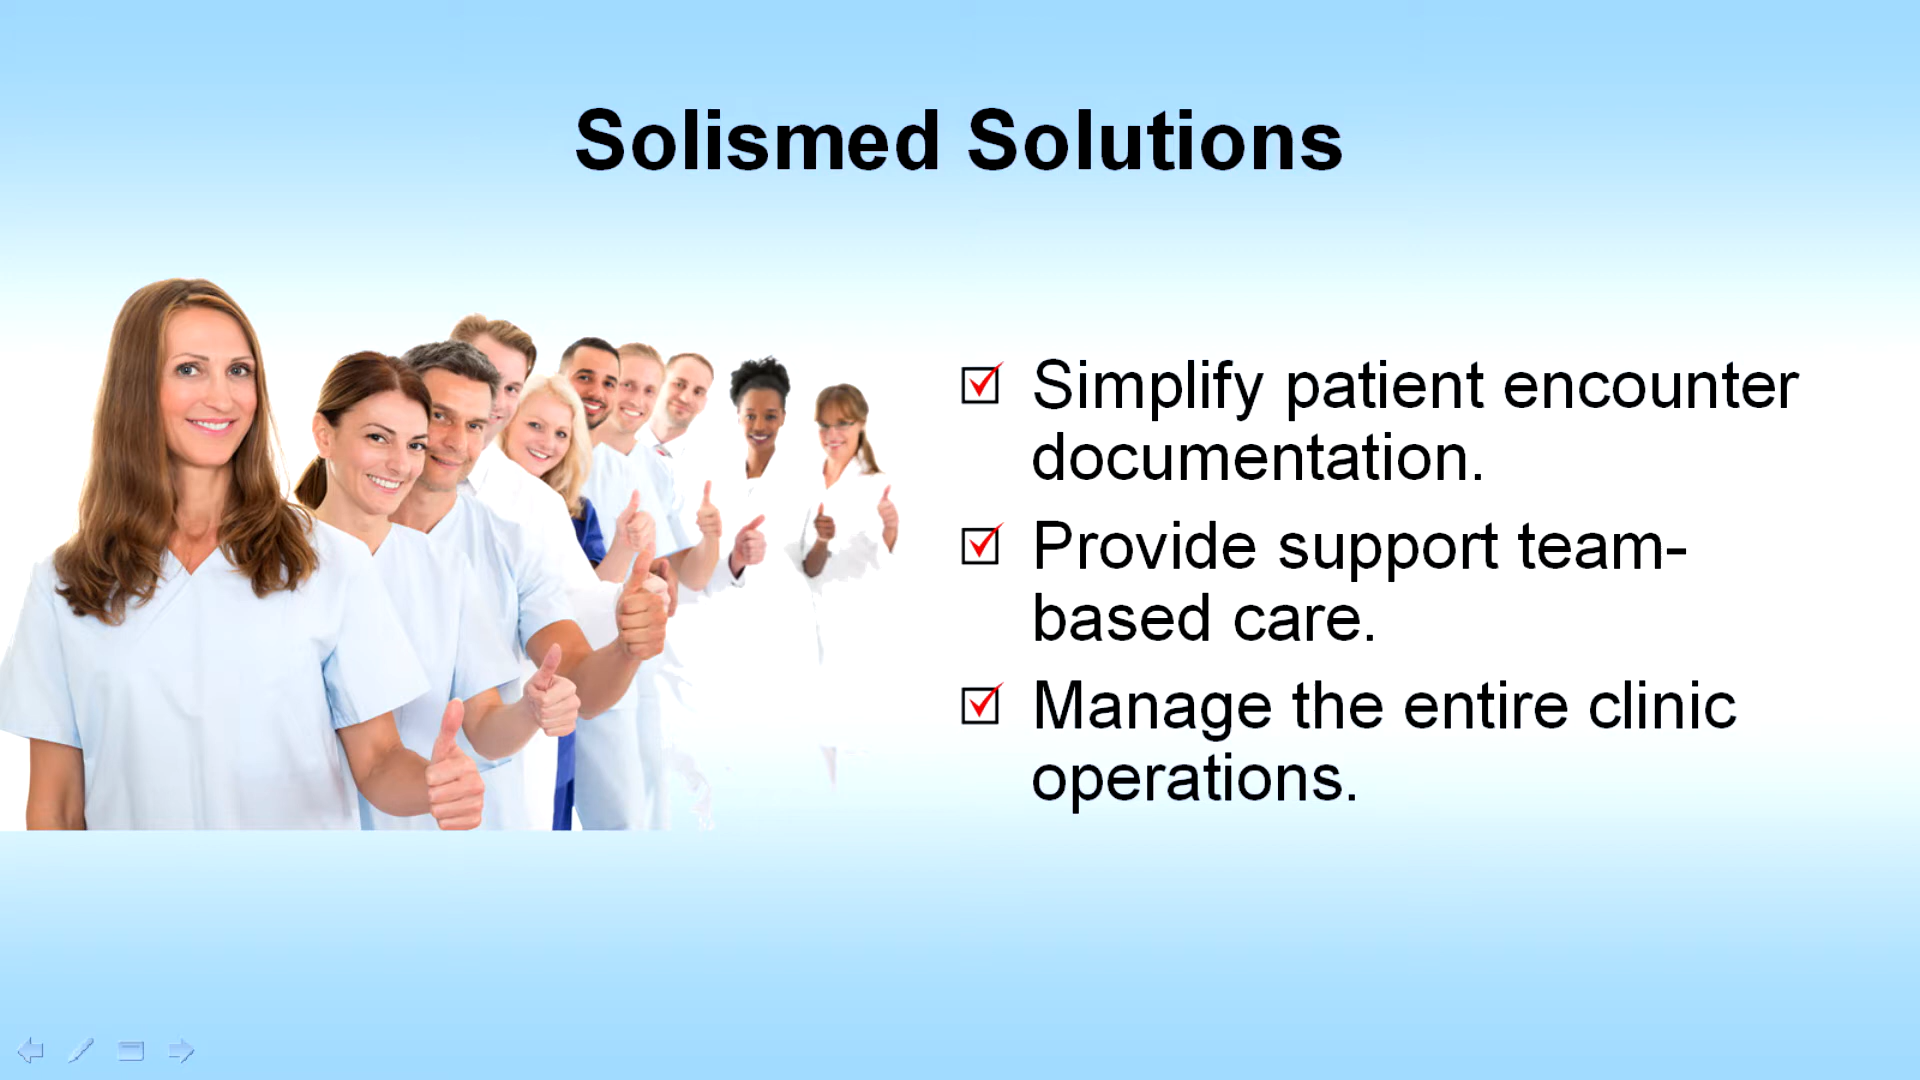 Solismed Solutions
Simplify patient encounter
documentation.
Provide support team-
based care.
Manage the entire clinic
operations.